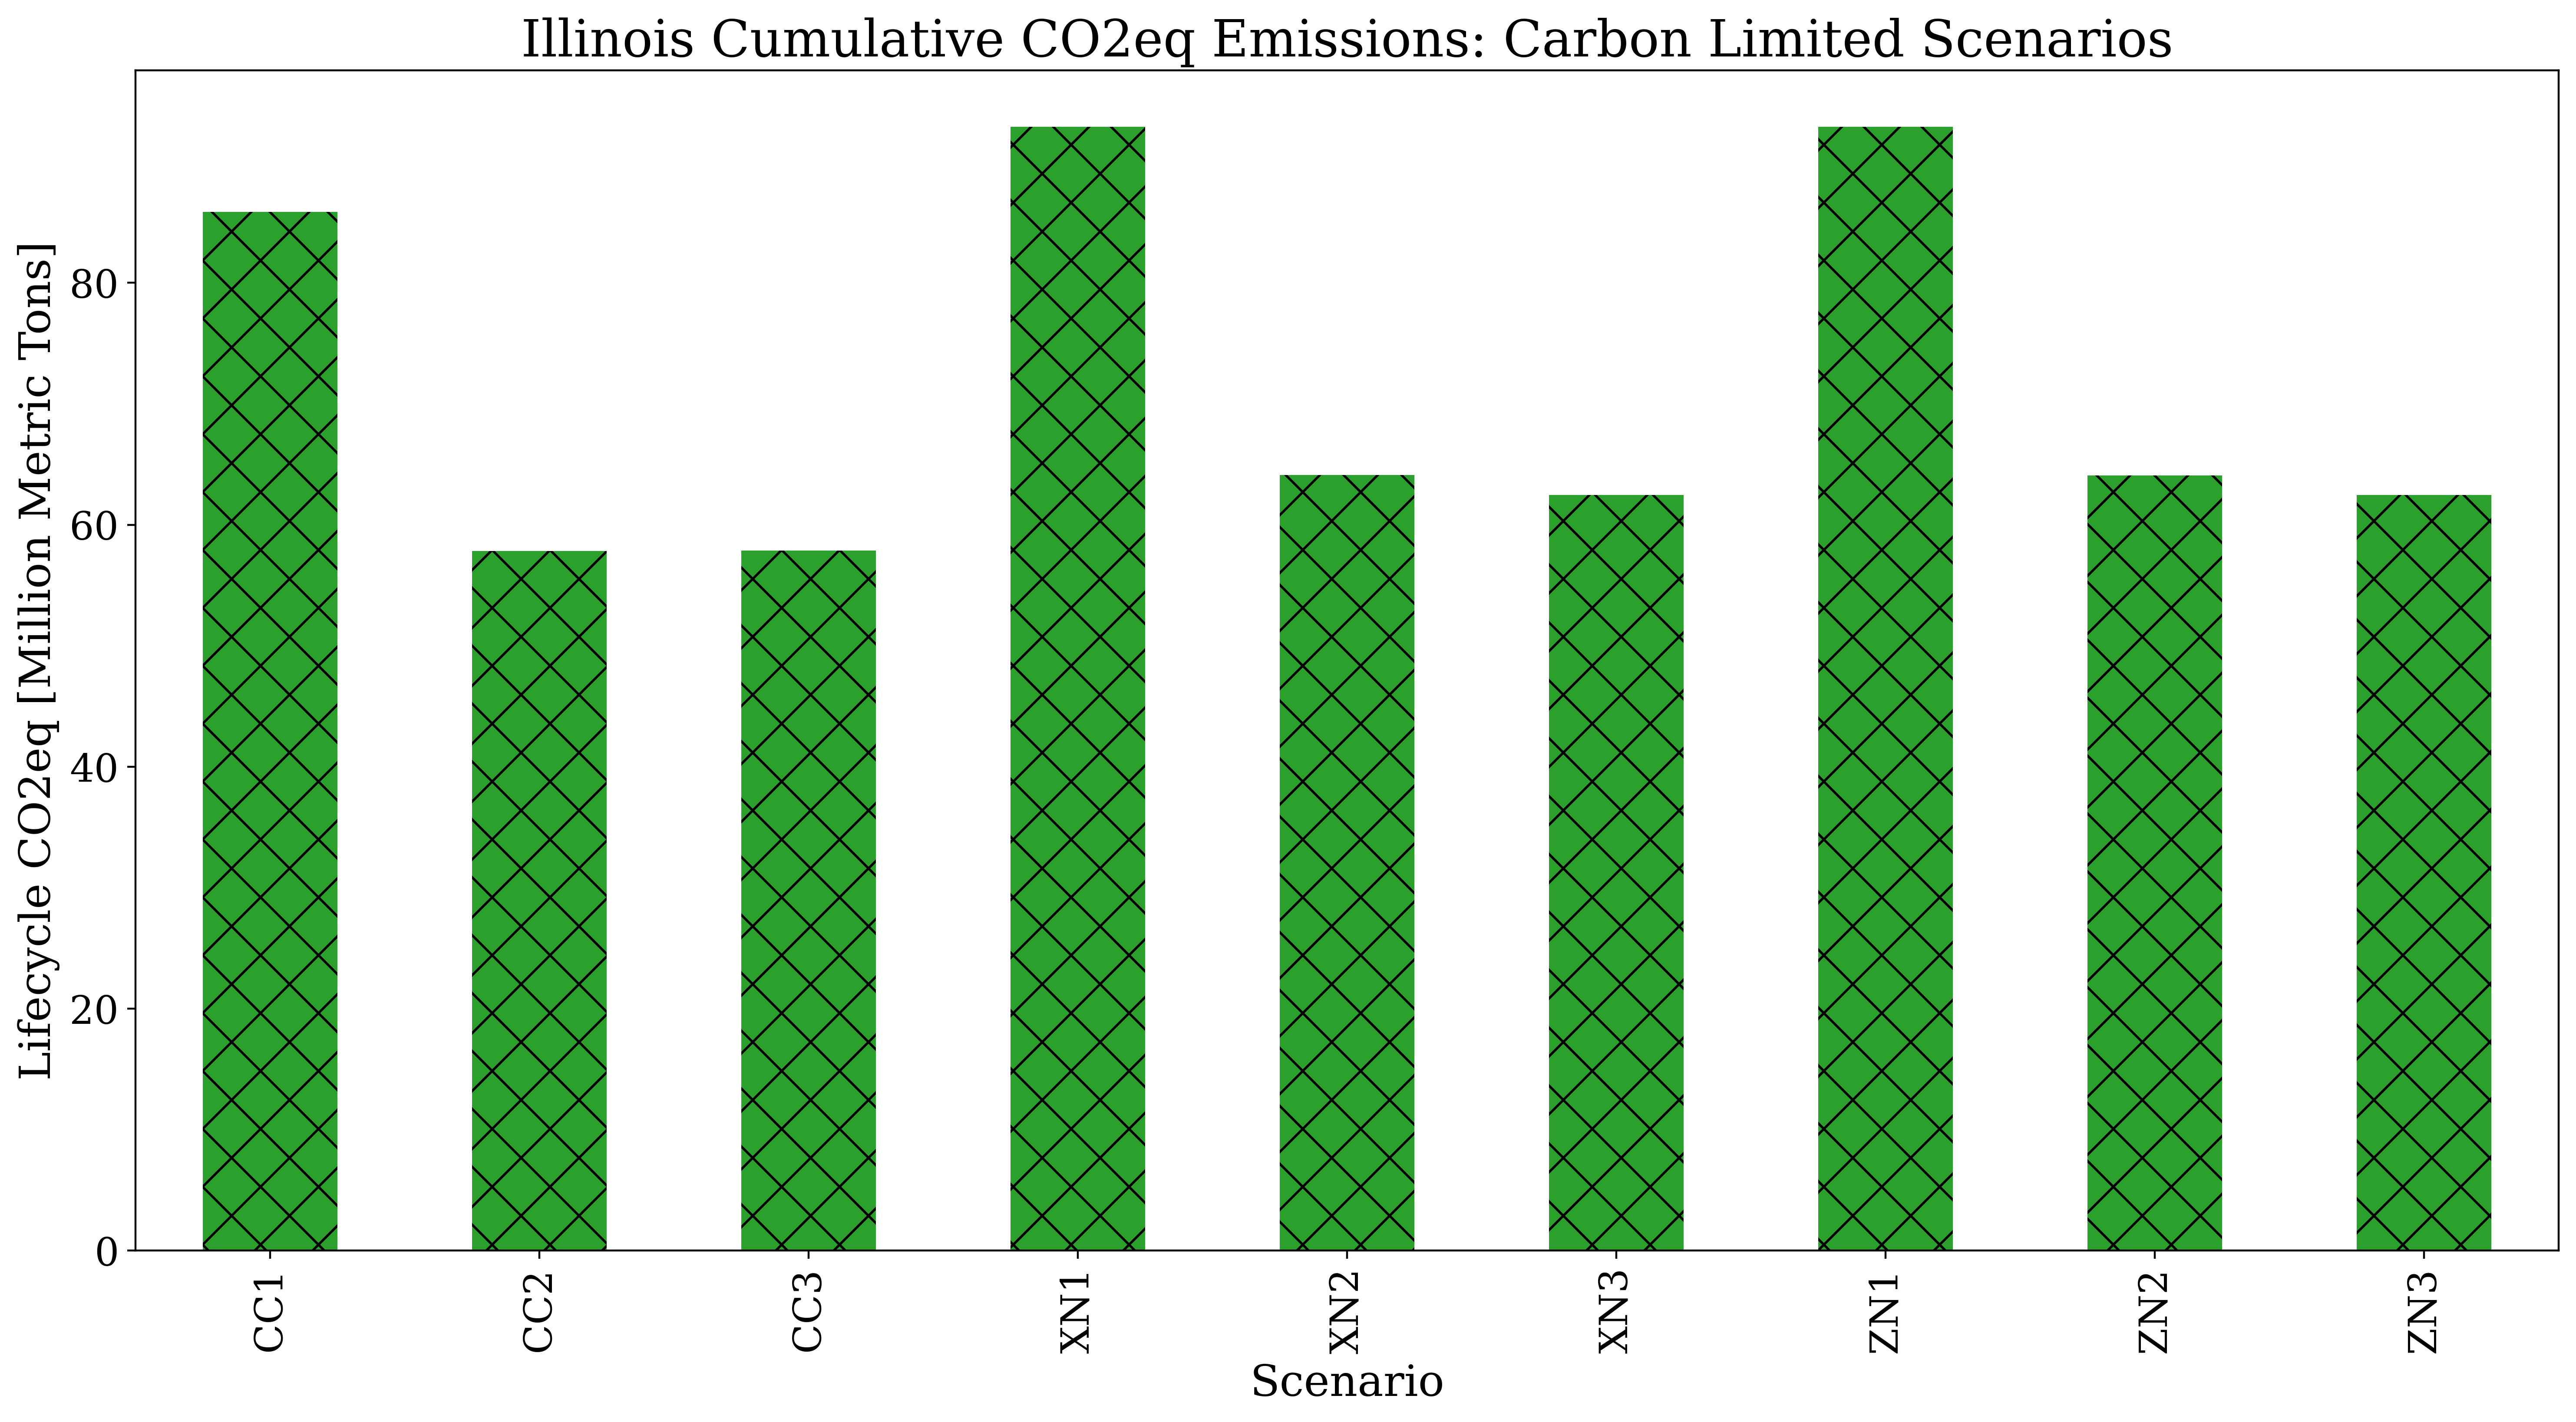 Illinois Cumulative CO2eq Emissions: Carbon Limited Scenarios
Lifecycle CO2eq [Million Metric Tons]
80
60
40
20
0
CC1
CC2
CC3
XN1
XN2
XN3
ZN1
ZN2
ZN3
Scenario